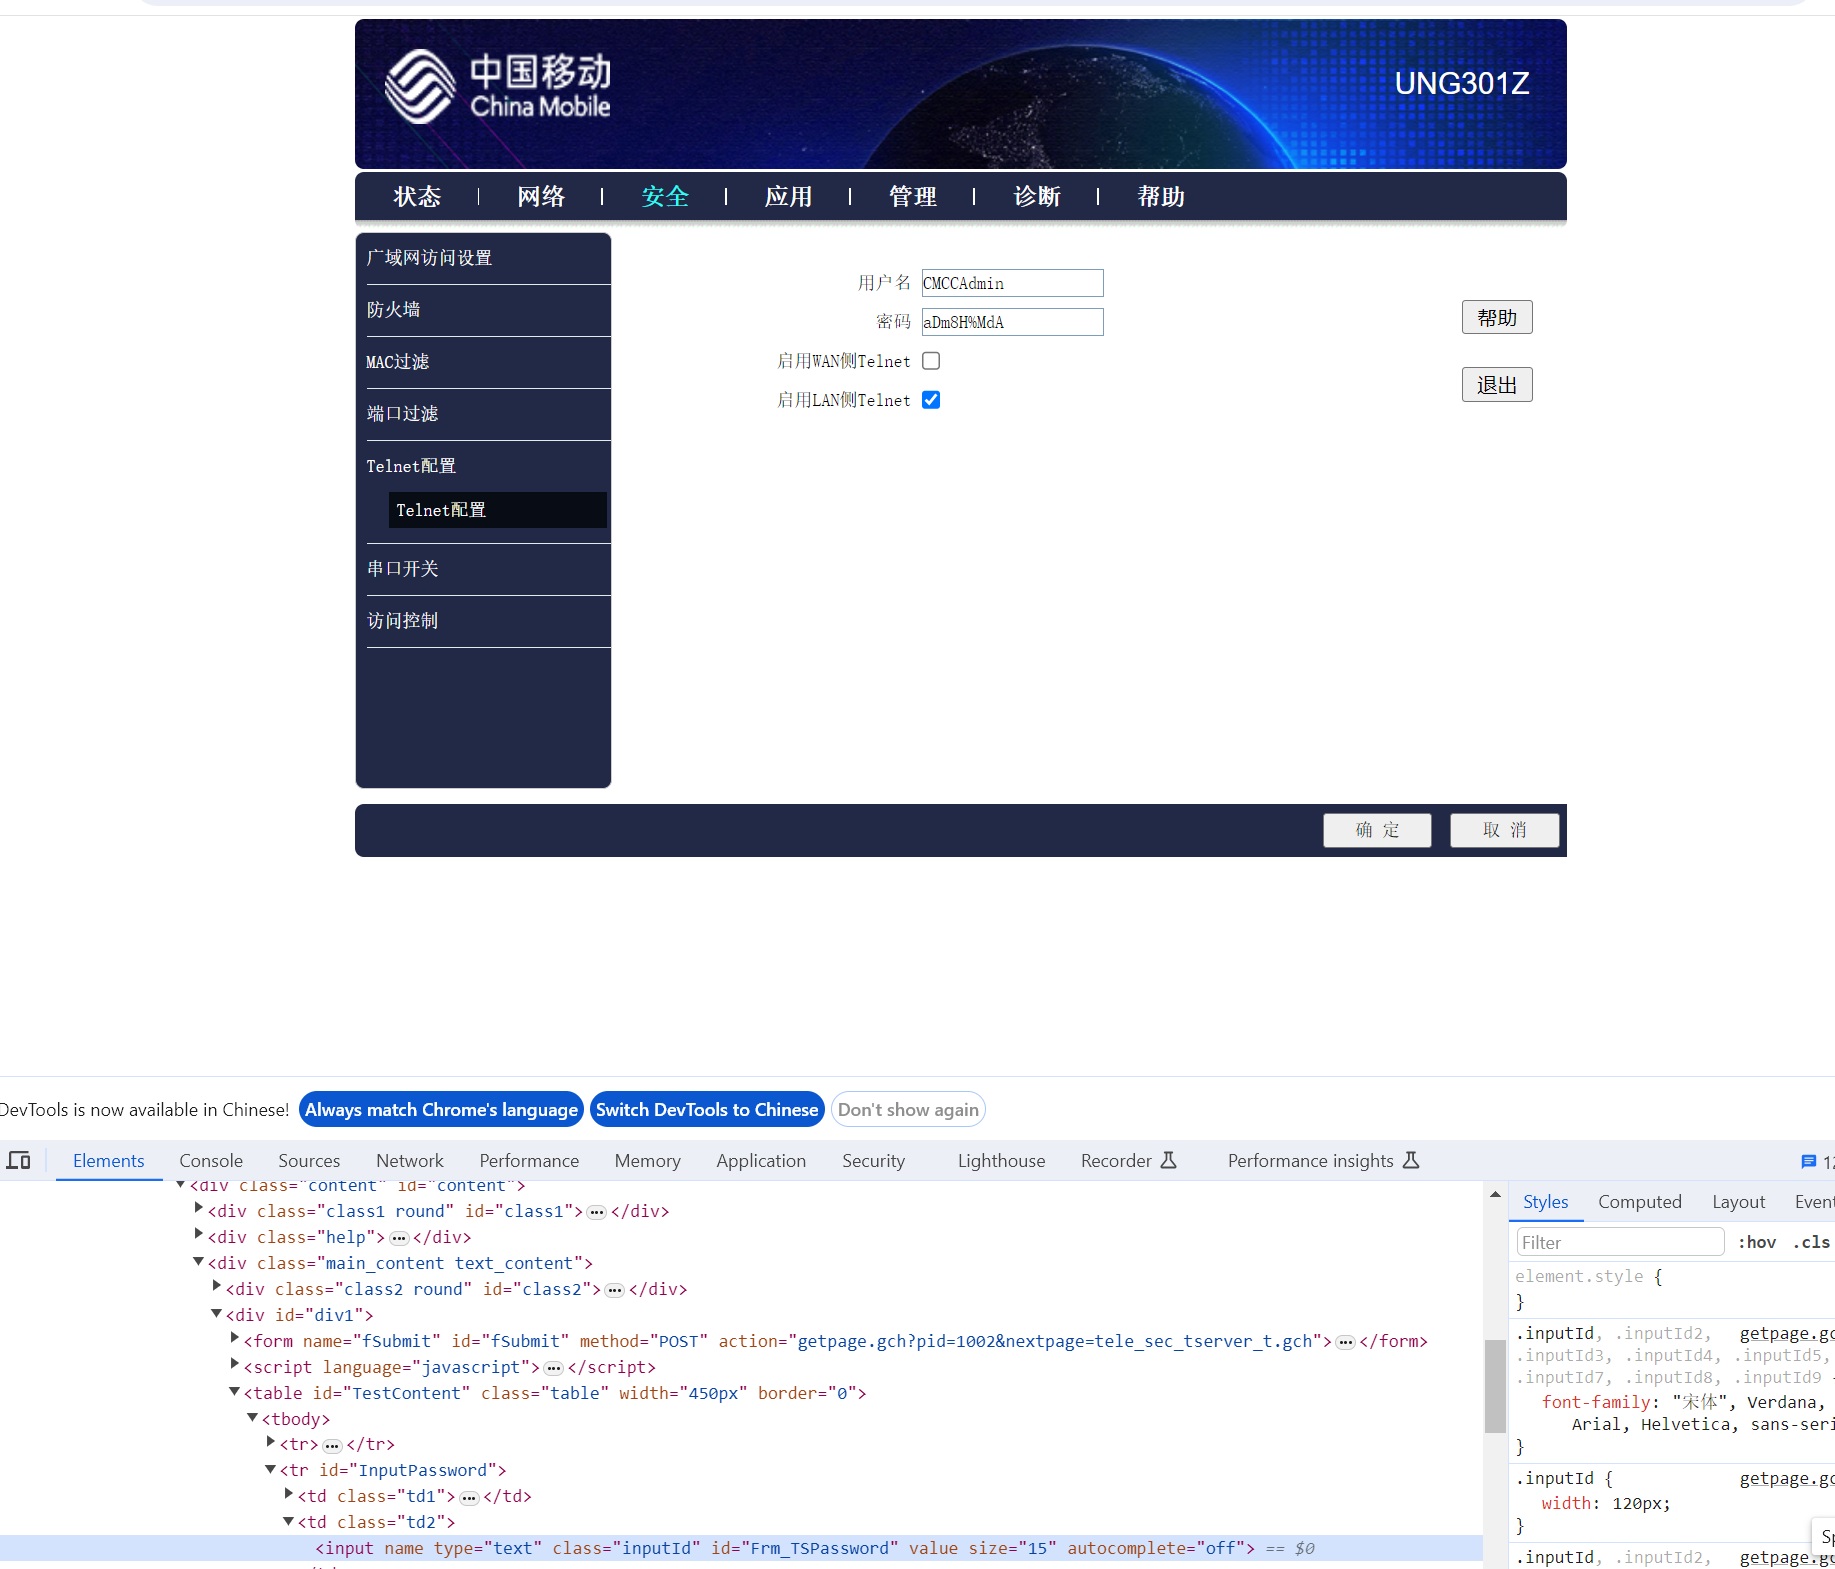 中国移动
China Mobile
UNG301Z
状态 网络 安全 应用 管理 诊断 帮助
广域网访问设置
防火墙
MAC过滤
端口过滤
Telnet配置
Telnet配置
串口开关
访问控制
用户名 CMCCAdmin
密码 aDm8H%MdA
启用WAN侧Telnet
启用LAN侧Telnet
帮助
退出
确 定 取 消
DevTools is now available in Chinese! Always match Chrome's language Switch DevTools to Chinese Don't show again
Elements Console Sources Network Performance Memory Application Security Lighthouse Recorder Performance insights 12
<div class="content" id="content">
<div class="class1 round" id="class1">…</div>
<div class="help">…</div>
<div class="main_content text_content">
<div class="class2 round" id="class2">…</div>
<div id="div1">
<form name="fSubmit" id="fSubmit" method="POST" action="getpage.gch?pid=1002&nextpage=tele_sec_tserver_t.gch">…</form>
<script language="javascript">…</script>
<table id="TestContent" class="table" width="450px" border="0">
<tbody>
<tr>…</tr>
<tr id="InputPassword">
<td class="td1">…</td>
<td class="td2">
<input name type="text" class="inputId" id="Frm_TSPassword" value size="15" autocomplete="off"> == $0
Styles Computed Layout Event
Filter :hov .cls
element.style {
}
.inputId, .inputId2, getpage.gc
.inputId3, .inputId4, .inputId5,
.inputId7, .inputId8, .inputId9
font-family: "宋体", Verdana,
Arial, Helvetica, sans-seri
}
.inputId { getpage.gc
width: 120px;
}
.inputId, .inputId2, getpage.gc
Sp